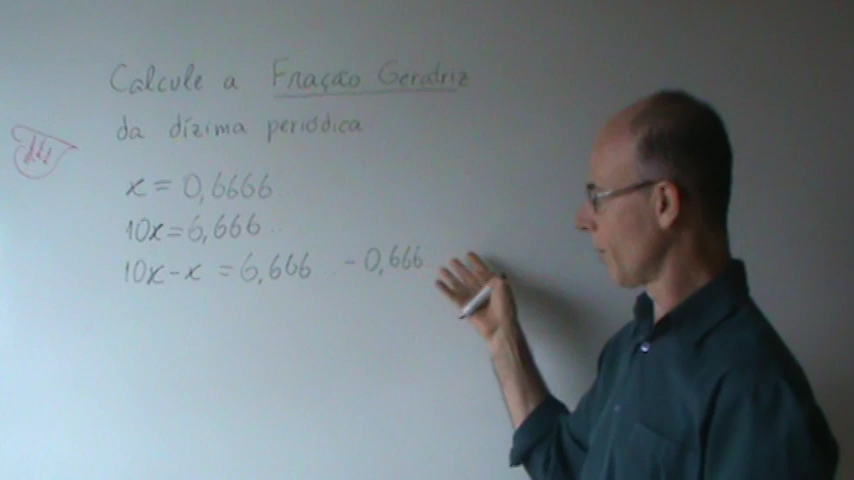 Calcule a Fração Geratriz
da dízima periódica
x = 0,6666...
10x = 6,666...
10x - x = 6,666... - 0,666...